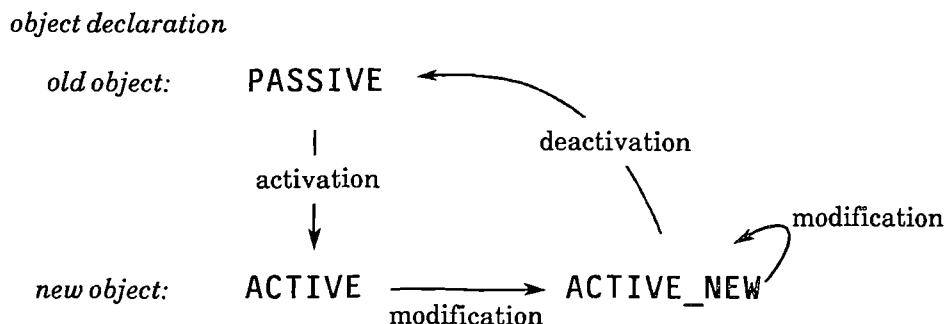 object declaration
old object: PASSIVE
deactivation
activation
modification
new object: ACTIVE ACTIVE_NEW
modification